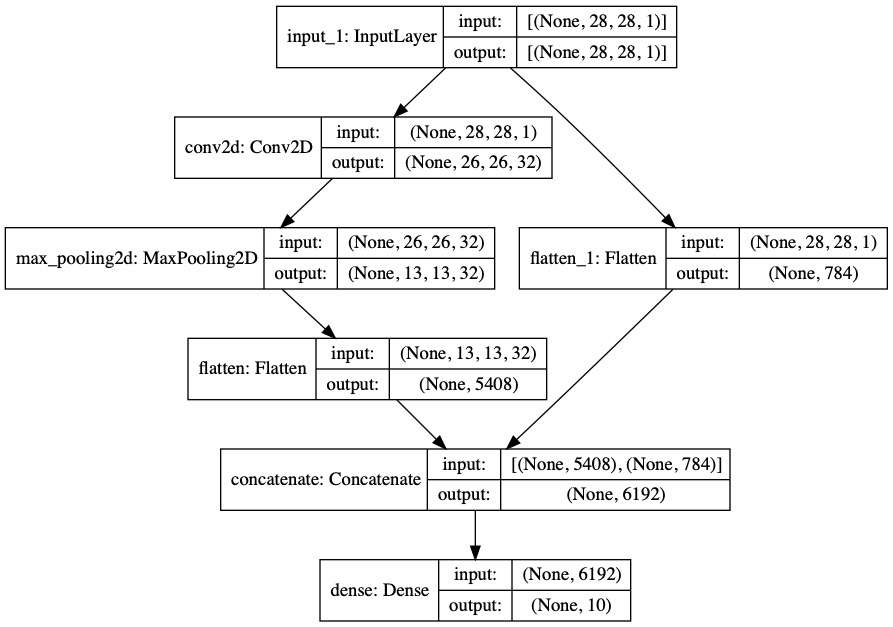 input_1: InputLayer
input:
[(None, 28, 28, 1)]
output:
[(None, 28, 28, 1)]
conv2d: Conv2D
input:
(None, 28, 28, 1)
output:
(None, 26, 26, 32)
max_pooling2d: MaxPooling2D
input:
(None, 26, 26, 32)
output:
(None, 13, 13, 32)
flatten_1: Flatten
input:
(None, 28, 28, 1)
output:
(None, 784)
flatten: Flatten
input:
(None, 13, 13, 32)
output:
(None, 5408)
concatenate: Concatenate
input:
[(None, 5408), (None, 784)]
output:
(None, 6192)
dense: Dense
input:
(None, 6192)
output:
(None, 10)